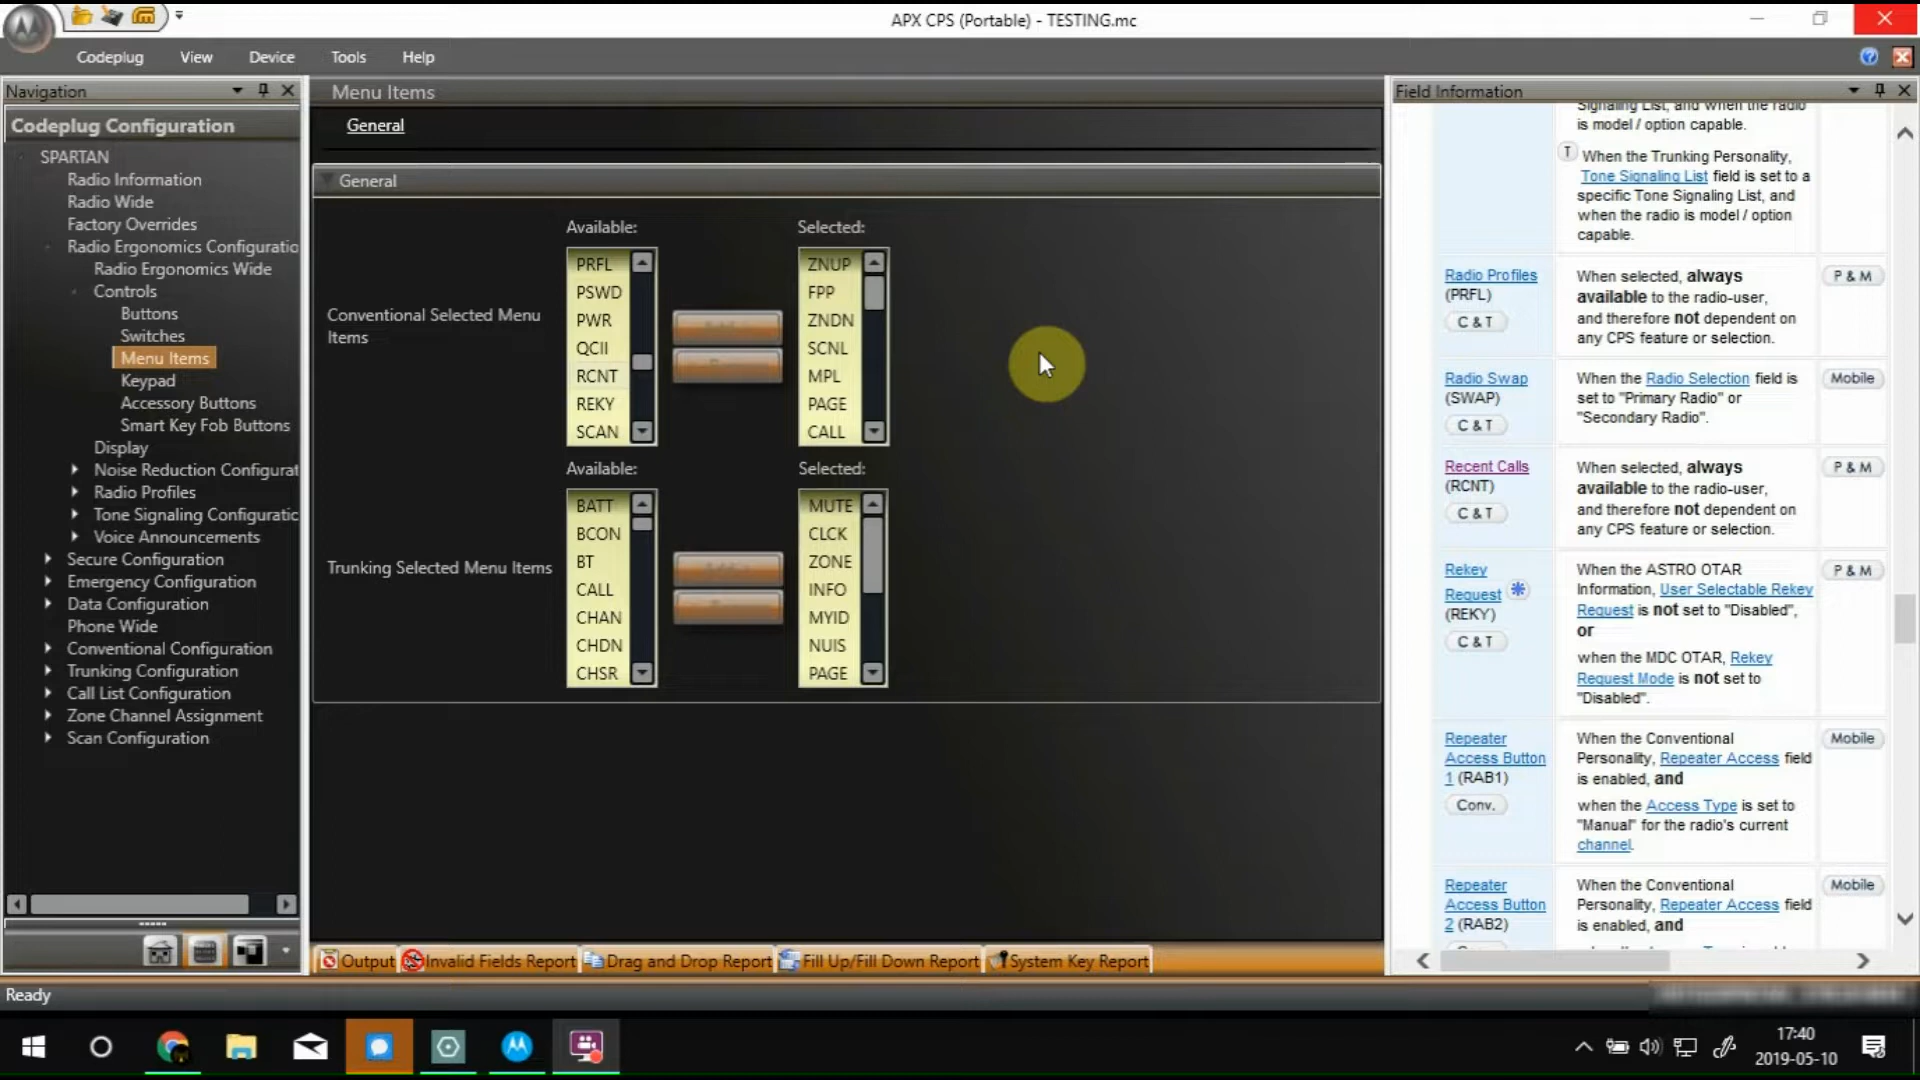 APX CPS (Portable) - TESTING.mc
Codeplug View Device Tools Help
Navigation
Codeplug Configuration
SPARTAN
Radio Information
Radio Wide
Factory Overrides
Radio Ergonomics Configuratio
Radio Ergonomics Wide
Controls
Buttons
Switches
Menu Items
Keypad
Accessory Buttons
Smart Key Fob Buttons
Display
Noise Reduction Configurat
Radio Profiles
Tone Signaling Configuratic
Voice Announcements
Secure Configuration
Emergency Configuration
Data Configuration
Phone Wide
Conventional Configuration
Trunking Configuration
Call List Configuration
Zone Channel Assignment
Scan Configuration
Menu Items
General
General
Conventional Selected Menu
Items
Available:
PRFL
PSWD
PWR
QCII
RCNT
REKY
SCAN
Selected:
ZNUP
FPP
ZNDN
SCNL
MPL
PAGE
CALL
Trunking Selected Menu Items
Available:
BATT
BCON
BT
CALL
CHAN
CHDN
CHSR
Selected:
MUTE
CLCK
ZONE
INFO
MYID
NUIS
PAGE
Output Invalid Fields Report Drag and Drop Report Fill Up/Fill Down Report System Key Report
Field Information
Signaling List, and when the radio
is model / option capable.
T When the Trunking Personality,
Tone Signaling List field is set to a
specific Tone Signaling List, and
when the radio is model / option
capable.
Radio Profiles
(PRFL)
C & T
When selected, always
available to the radio-user,
and therefore not dependent on
any CPS feature or selection.
P & M
Radio Swap
(SWAP)
C & T
When the Radio Selection field is
set to "Primary Radio" or
"Secondary Radio".
Mobile
Recent Calls
(RCNT)
C & T
When selected, always
available to the radio-user,
and therefore not dependent on
any CPS feature or selection.
P & M
Rekey
Request
(REKY)
C & T
When the ASTRO OTAR
Information, User Selectable Rekey
Request is not set to "Disabled",
or
when the MDC OTAR, Rekey
Request Mode is not set to
"Disabled".
P & M
Repeater
Access Button
1 (RAB1)
Conv.
When the Conventional
Personality, Repeater Access field
is enabled, and
when the Access Type is set to
"Manual" for the radio's current
channel.
Mobile
Repeater
Access Button
2 (RAB2)
When the Conventional
Personality, Repeater Access field
is enabled, and
Mobile
Ready
17:40
2019-05-10